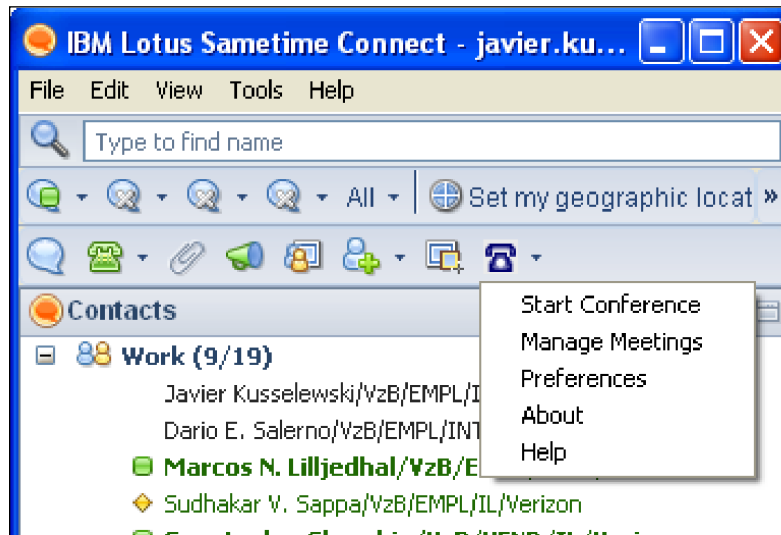 IBM Lotus Sametime Connect - javier.ku...
File Edit View Tools Help
Type to find name
All Set my geographic locat »
Contacts
Start Conference
Manage Meetings
Preferences
About
Help
Work (9/19)
Javier Kusselewski/VzB/EMPL/I
Dario E. Salerno/VzB/EMPL/INT
Marcos N. Lilljedhal/VzB/E
Sudhakar V. Sappa/VzB/EMPL/IL/Verizon